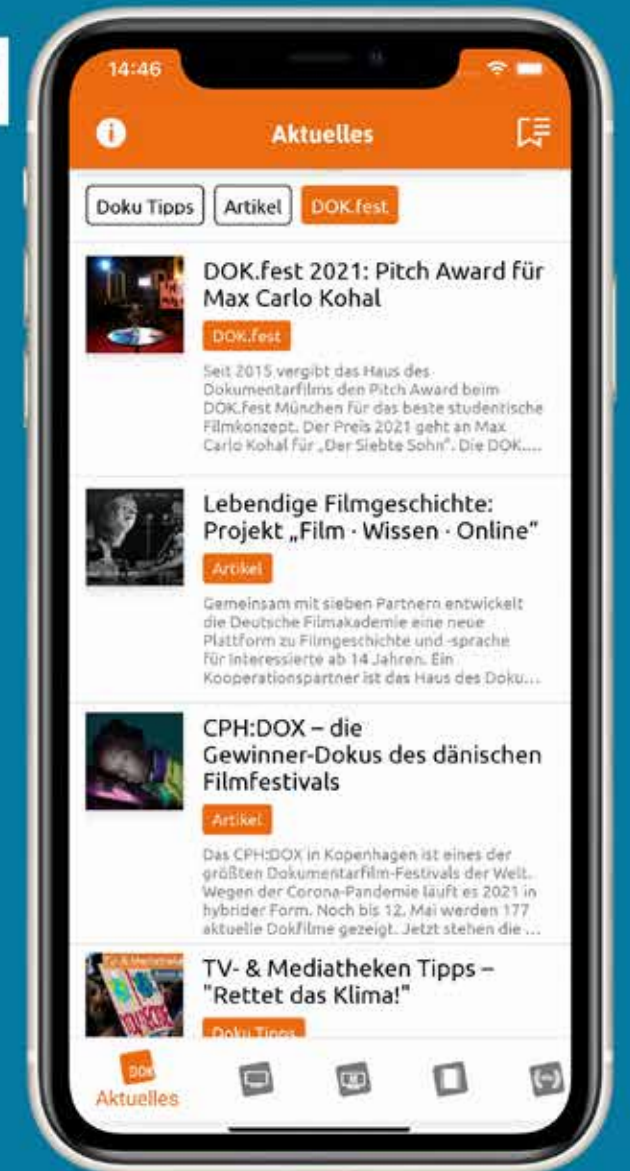 14:46
Aktuelles
Doku Tipps
Artikel
DOK.fest
DOK.fest 2021: Pitch Award für
Max Carlo Kohal
DOK.fest
Seit 2015 vergibt das Haus des
Dokumentarfilms den Pitch Award beim
DOK.fest München für das beste studentische
Filmkonzept. Der Preis 2021 geht an Max
Carlo Kohal für „Der Siebte Sohn". Die DOK....
Lebendige Filmgeschichte:
Projekt „Film · Wissen · Online"
Artikel
Gemeinsam mit sieben Partnern entwickelt
die Deutsche Filmakademie eine neue
Plattform zu Filmgeschichte und -sprache
für Interessierte ab 14 Jahren. Ein
Kooperationspartner ist das Haus des Doku...
CPH:DOX – die
Gewinner-Dokus des dänischen
Filmfestivals
Artikel
Das CPH:DOX in Kopenhagen ist eines der
größten Dokumentarfilm-Festivals der Welt.
Wegen der Corona-Pandemie läuft es 2021 in
hybrider Form. Noch bis 12. Mai werden 177
aktuelle Dokfilme gezeigt. Jetzt stehen die ...
TV & Mediatheken
TV- & Mediatheken Tipps –
"Rettet das Klima!"
Doku Tipps
DOK
Aktuelles